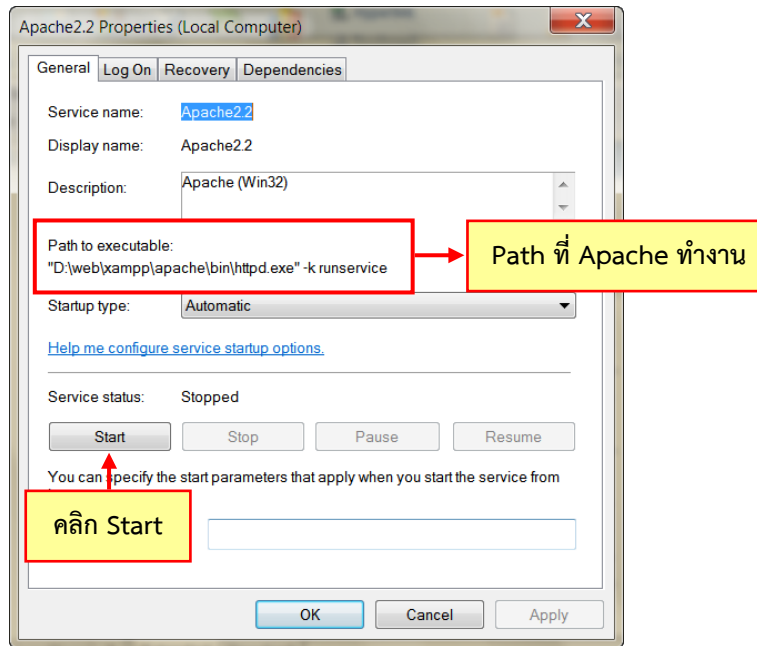 Apache2.2 Properties (Local Computer)
General Log On Recovery Dependencies
Service name: Apache2.2
Display name: Apache2.2
Description: Apache (Win32)
Path to executable:
"D:\web\xampp\apache\bin\httpd.exe" -k runservice
Path ที่ Apache ทำงาน
Startup type: Automatic
Help me configure service startup options.
Service status: Stopped
Start Stop Pause Resume
You can specify the start parameters that apply when you start the service from
คลิก Start
OK Cancel Apply